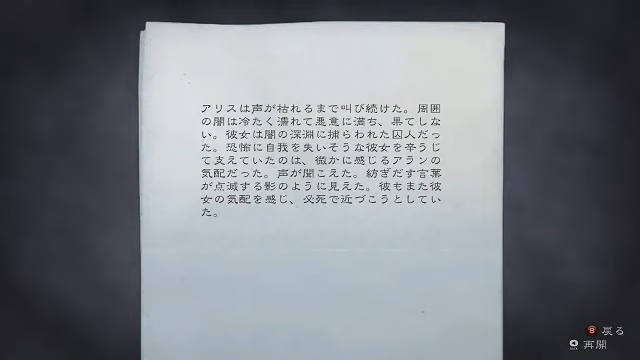 アリスは声が枯れるまで叫び続けた。周囲
の闇は冷たく濡れて悪意に満ち、果てしな
い。彼女は闇の深淵に捕らわれた囚人だっ
た。恐怖に自我を失いそうな彼女を辛うじ
て支えていたのは、微かに感じるアランの
気配だった。声が聞こえた。紡ぎだす言葉
が点滅する影のように見えた。彼もまた彼
女の気配を感じ、必死で近づこうとしてい
た。
B 戻る
再開